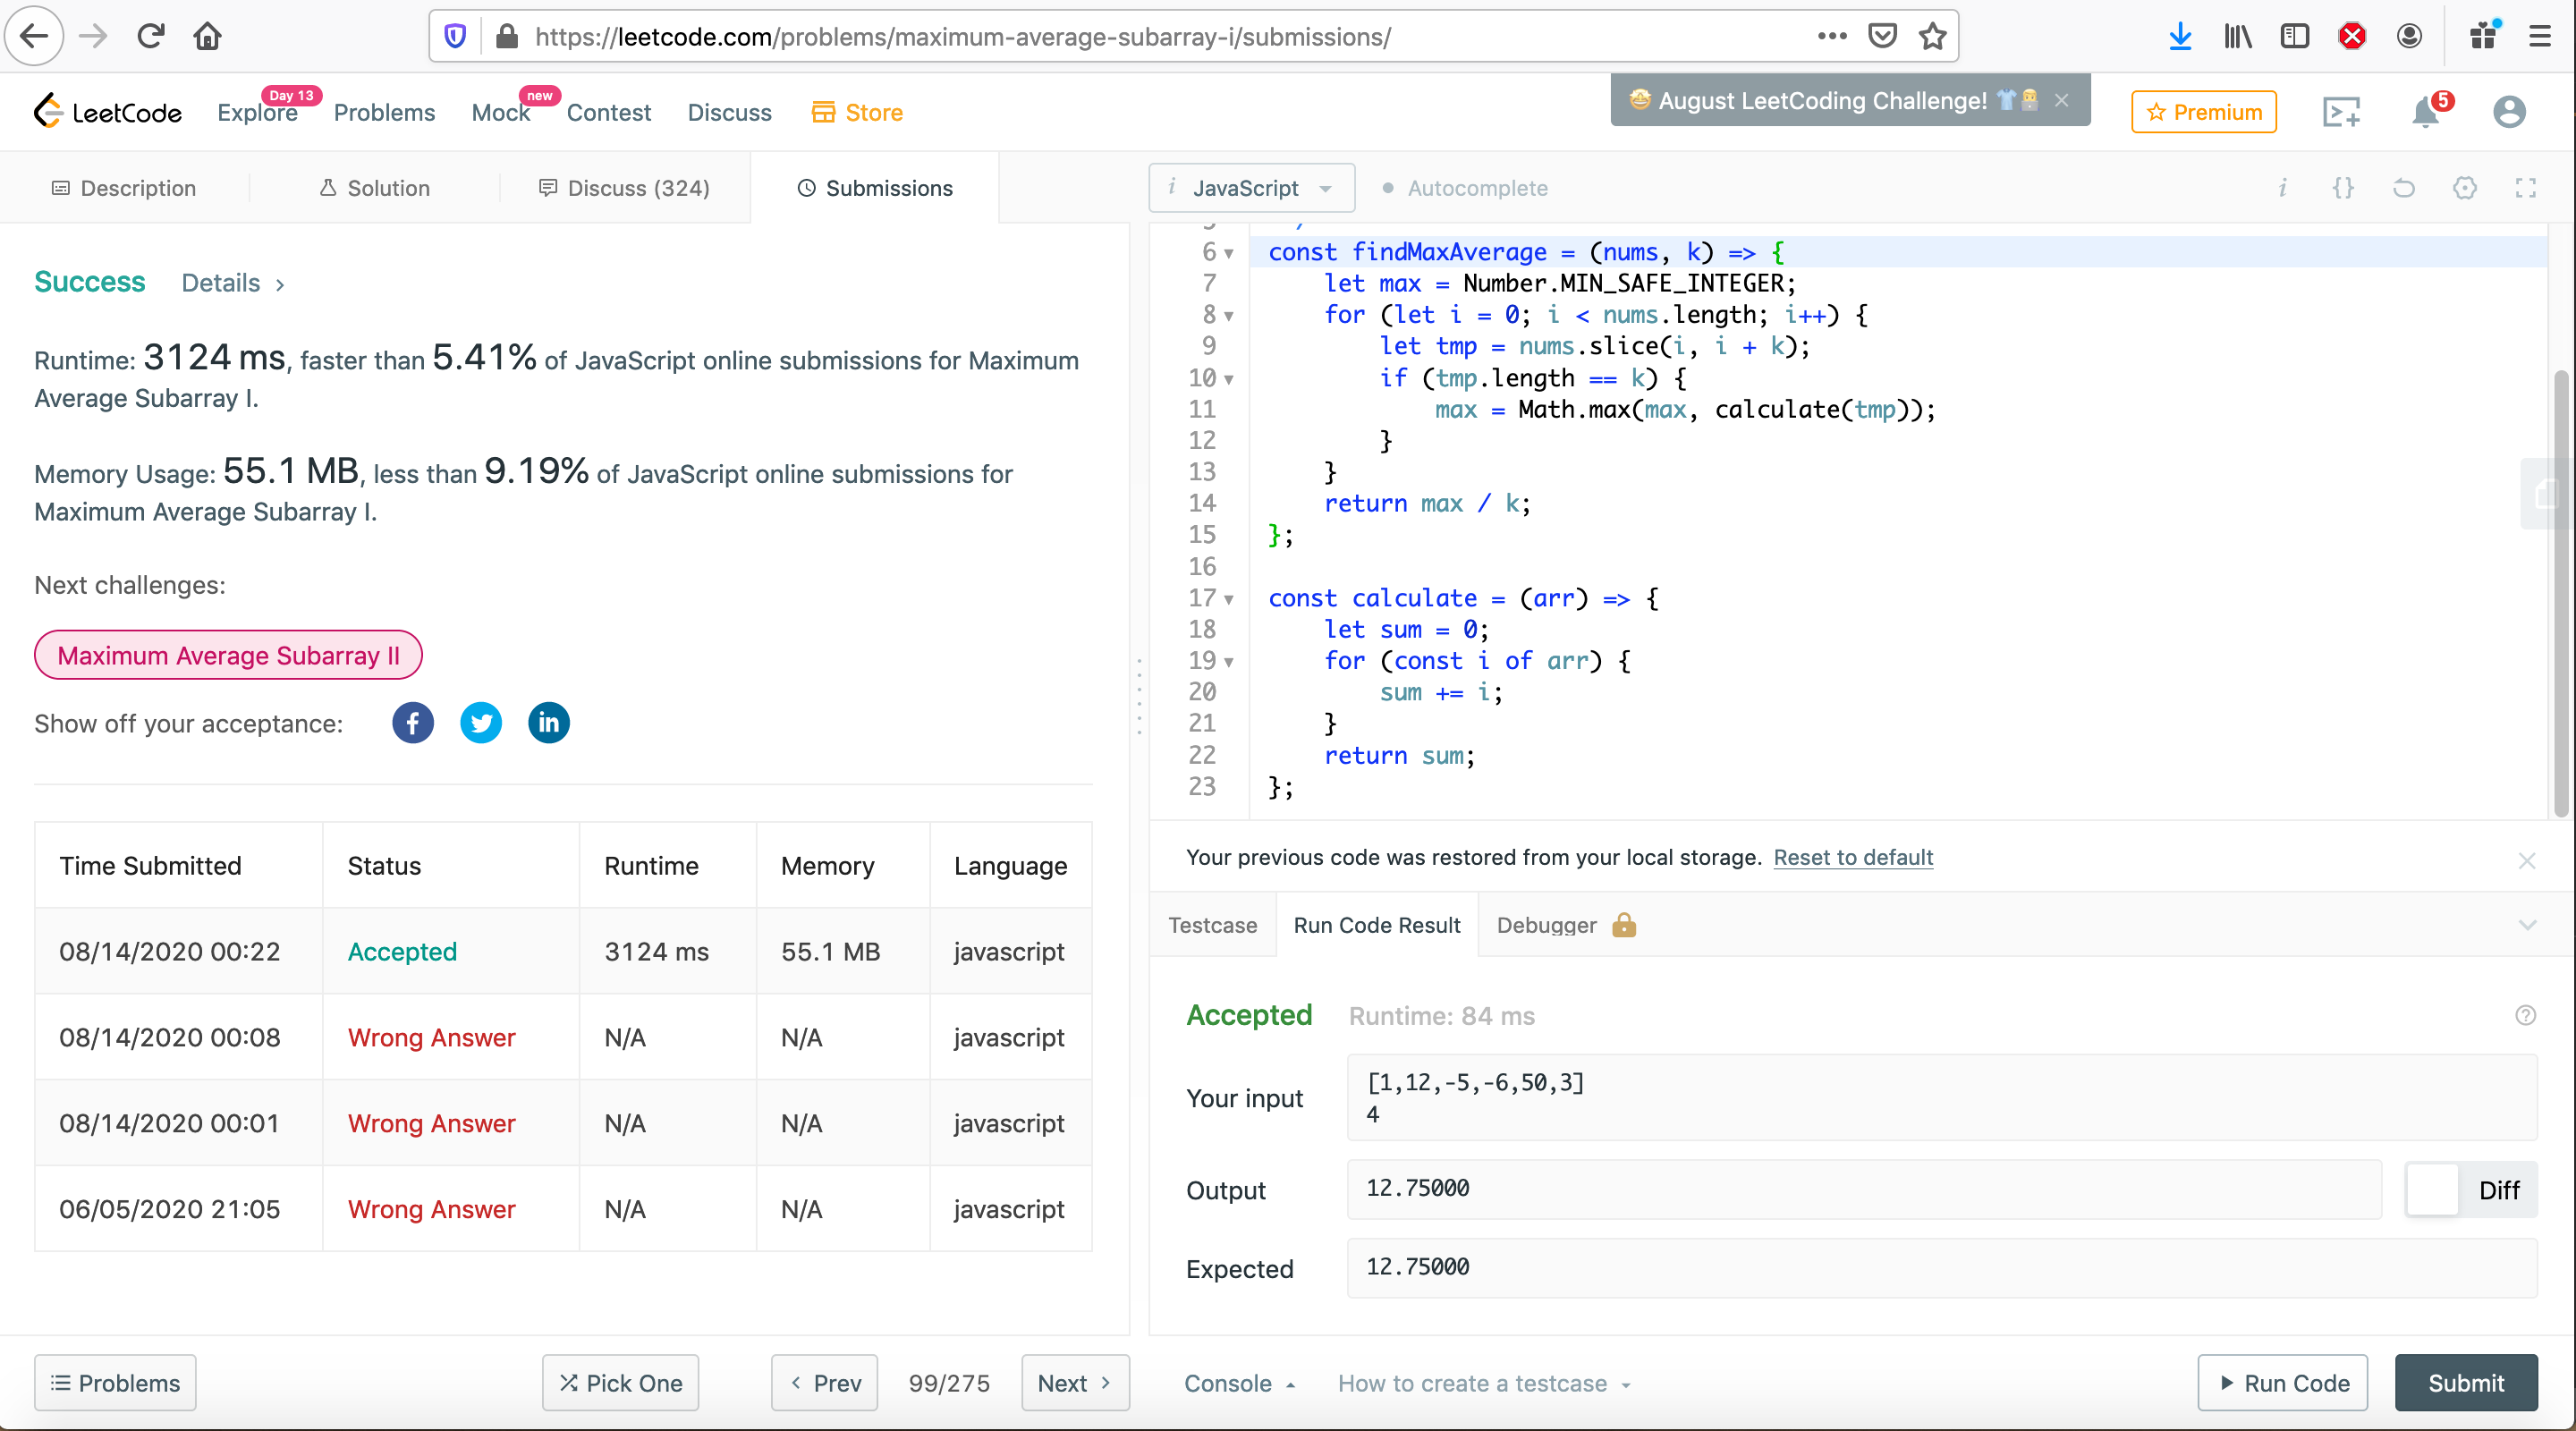 https://leetcode.com/problems/maximum-average-subarray-i/submissions/
LeetCode
Explore
Day 13
Problems
Mock
new
Contest
Discuss
Store
August LeetCoding Challenge!
Premium
5
Description
Solution
Discuss (324)
Submissions
i JavaScript
Autocomplete
i {}
Success Details >
Runtime: 3124 ms, faster than 5.41% of JavaScript online submissions for Maximum
Average Subarray I.
Memory Usage: 55.1 MB, less than 9.19% of JavaScript online submissions for
Maximum Average Subarray I.
Next challenges:
Maximum Average Subarray II
Show off your acceptance:
Time Submitted Status Runtime Memory Language
08/14/2020 00:22 Accepted 3124 ms 55.1 MB javascript
08/14/2020 00:08 Wrong Answer N/A N/A javascript
08/14/2020 00:01 Wrong Answer N/A N/A javascript
06/05/2020 21:05 Wrong Answer N/A N/A javascript
6 const findMaxAverage = (nums, k) => {
7 let max = Number.MIN_SAFE_INTEGER;
8 for (let i = 0; i < nums.length; i++) {
9 let tmp = nums.slice(i, i + k);
10 if (tmp.length == k) {
11 max = Math.max(max, calculate(tmp));
12 }
13 }
14 return max / k;
15 };
16
17 const calculate = (arr) => {
18 let sum = 0;
19 for (const i of arr) {
20 sum += i;
21 }
22 return sum;
23 };
Your previous code was restored from your local storage. Reset to default
Testcase
Run Code Result
Debugger
Accepted Runtime: 84 ms
Your input
[1,12,-5,-6,50,3]
4
Output
12.75000
Diff
Expected
12.75000
Problems
Pick One
< Prev
99/275
Next >
Console
How to create a testcase
Run Code
Submit